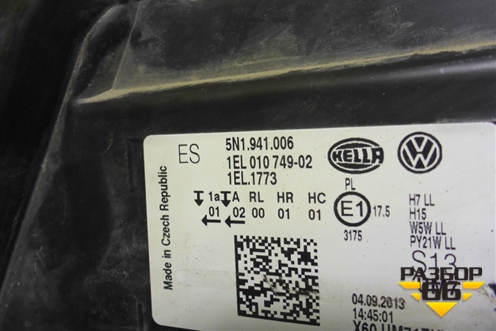 ES
5N1.941.006
1EL 010 749-02
1EL.1773
HELLA
PL
1a A RL HR HC
01 02 00 01 01
E1 17.5
3175
H7 LL
H15
W5W LL
PY21W LL
S13
Made in Czech Republic
04.09.2013
14:45:01
РАЗБОР